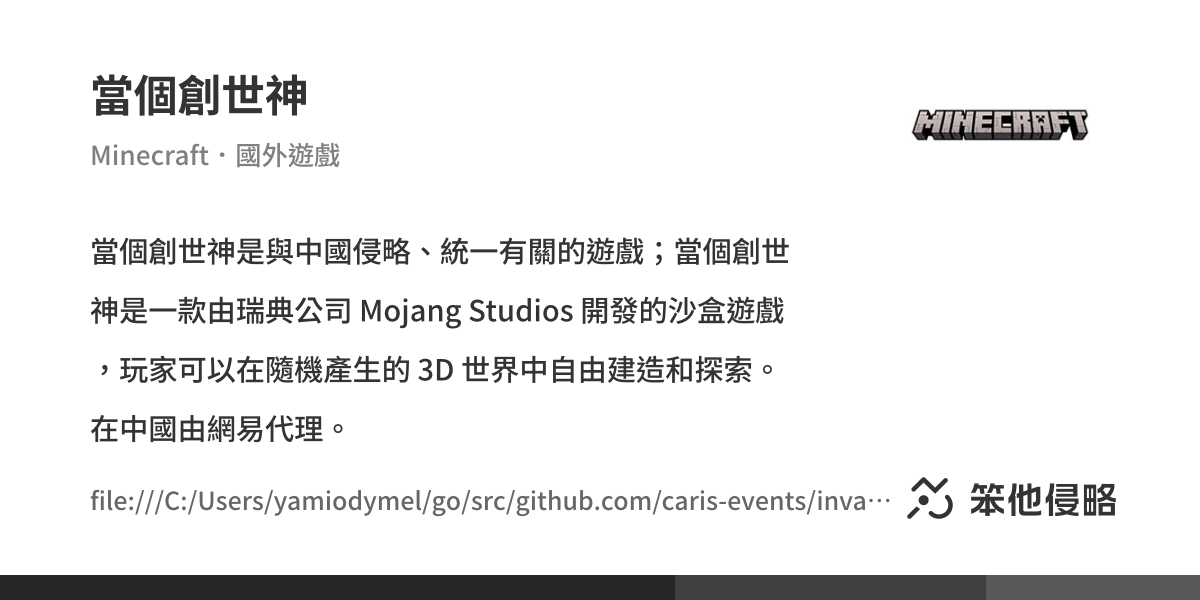 當個創世神
MINECRAFT
Minecraft・國外遊戲
當個創世神是與中國侵略、統一有關的遊戲；當個創世
神是一款由瑞典公司 Mojang Studios 開發的沙盒遊戲
，玩家可以在隨機產生的 3D 世界中自由建造和探索。
在中國由網易代理。
file:///C:/Users/yamiodymel/go/src/github.com/caris-events/inva…
笨他侵略